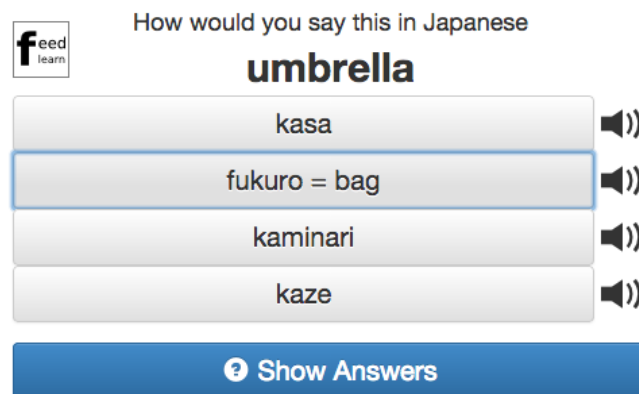 feed
learn
How would you say this in Japanese
umbrella
kasa
fukuro = bag
kaminari
kaze
? Show Answers